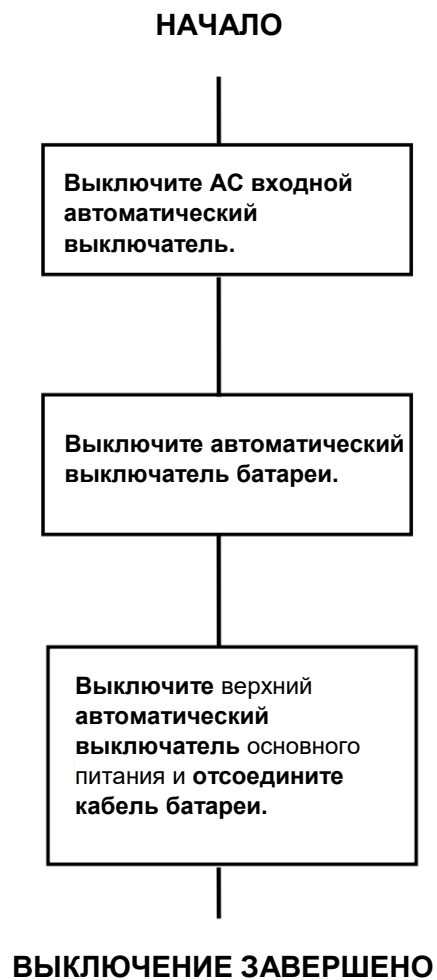 НАЧАЛО
Выключите АС входной
автоматический
выключатель.
Выключите автоматический
выключатель батареи.
Выключите верхний
автоматический
выключатель основного
питания и отсоедините
кабель батареи.
ВЫКЛЮЧЕНИЕ ЗАВЕРШЕНО